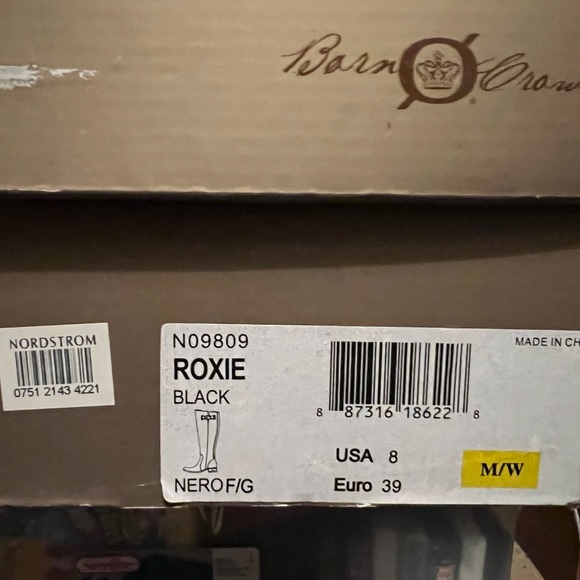 Born Crow
NORDSTROM
0751 2143 4221
N09809
ROXIE
BLACK
NERO F/G
MADE IN CH
8 87316 18622 8
USA 8
Euro 39
M/W